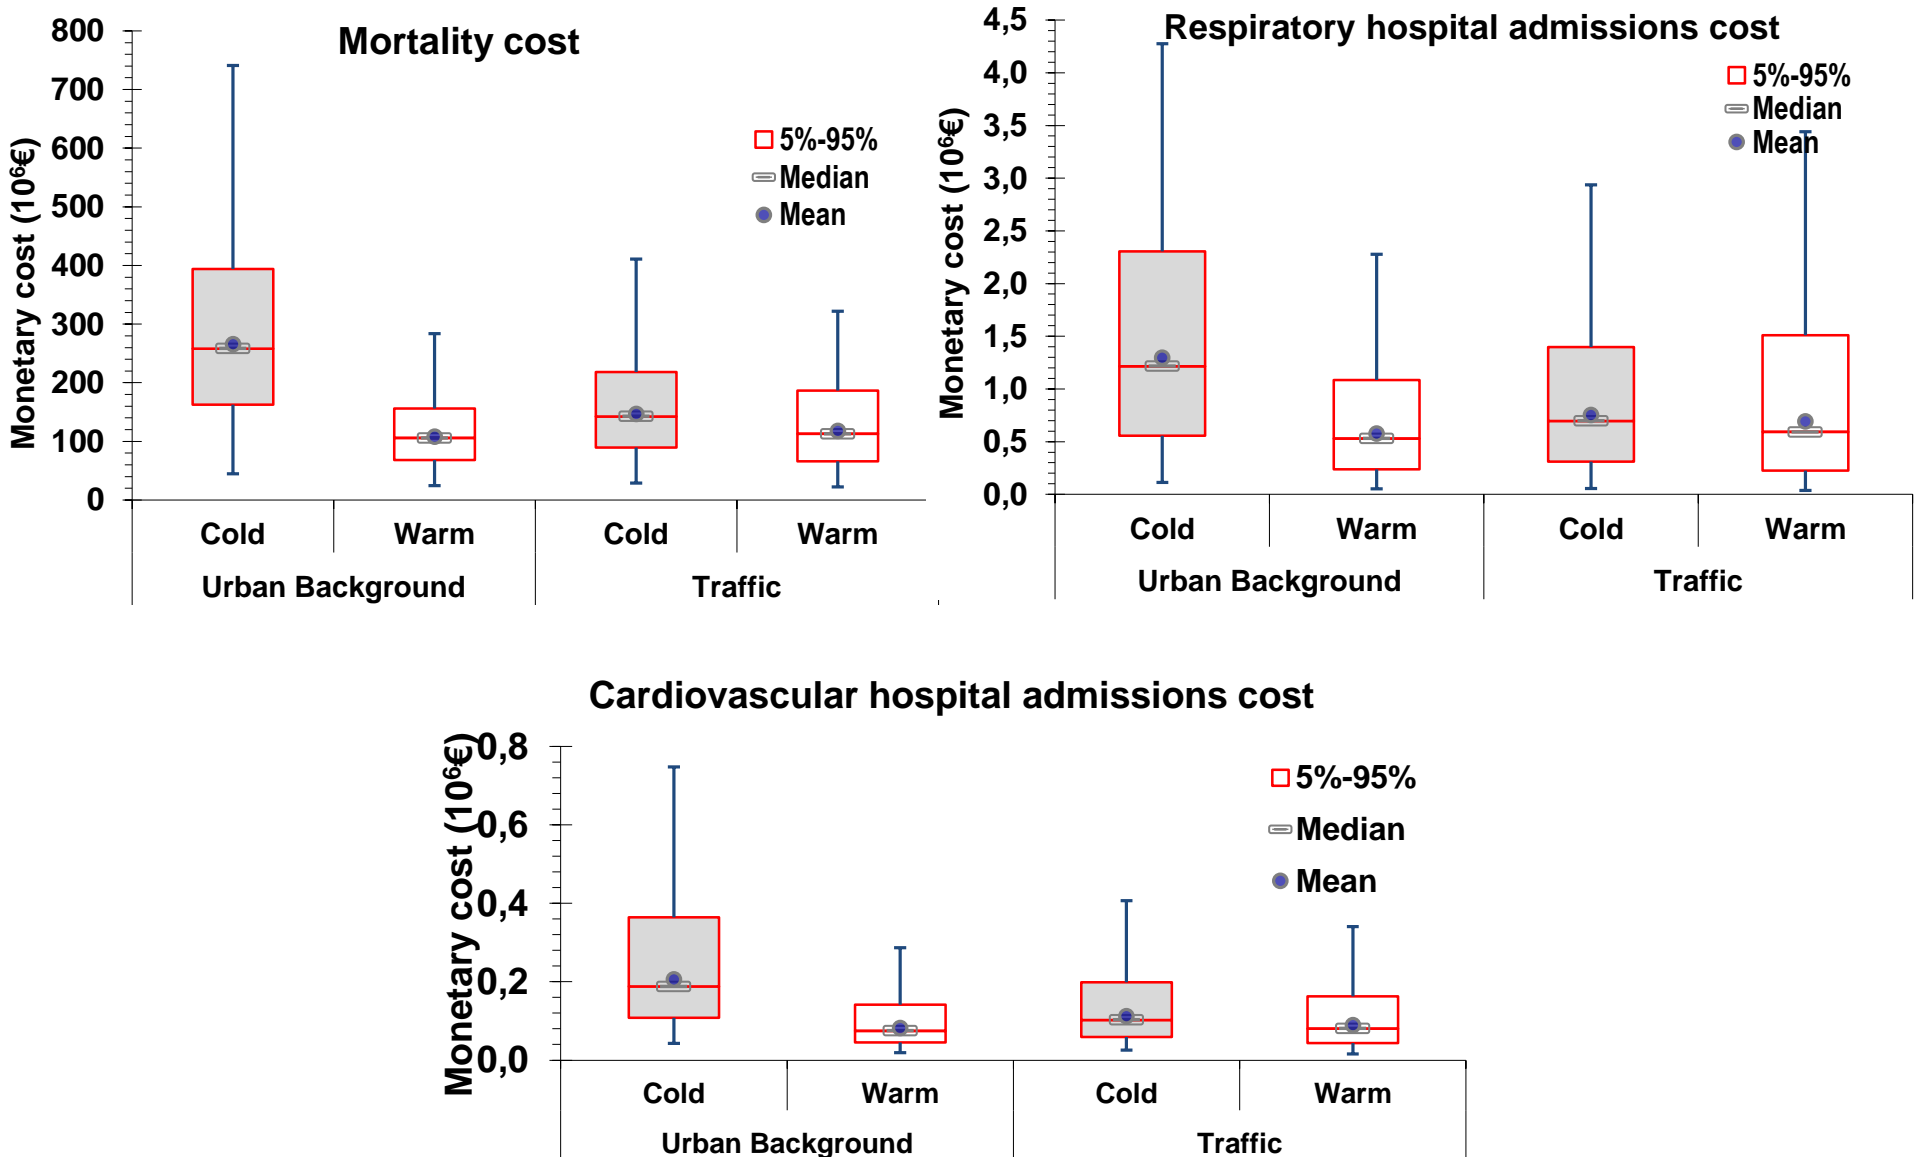 Mortality cost
Monetary cost (10⁶€)
800
700
600
500
400
300
200
100
0
5%-95%
Median
Mean
Cold Warm Cold Warm
Urban Background Traffic
Respiratory hospital admissions cost
Monetary cost (10⁶€)
4,5
4,0
3,5
3,0
2,5
2,0
1,5
1,0
0,5
0,0
5%-95%
Median
Mean
Cold Warm Cold Warm
Urban Background Traffic
Cardiovascular hospital admissions cost
Monetary cost (10⁶€)
0,8
0,6
0,4
0,2
0,0
5%-95%
Median
Mean
Cold Warm Cold Warm
Urban Background Traffic